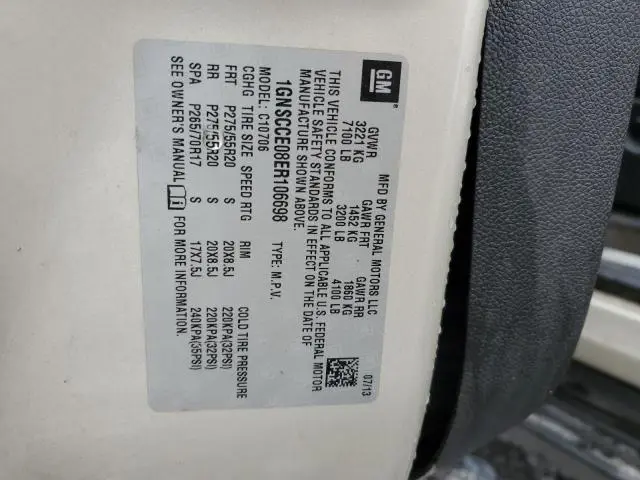 GM
MFD BY GENERAL MOTORS LLC 07/13
GVWR GAWR FRT GAWR RR
3221 KG 1452 KG 1860 KG
7100 LB 3200 LB 4100 LB
THIS VEHICLE CONFORMS TO ALL APPLICABLE U.S. FEDERAL MOTOR
VEHICLE SAFETY STANDARDS IN EFFECT ON THE DATE OF
MANUFACTURE SHOWN ABOVE.
1GNSCCE08ER106698 TYPE: M.P.V.
MODEL: C10706
CGHG TIRE SIZE SPEED RTG RIM COLD TIRE PRESSURE
FRT P275/55R20 S 20X8.5J 220KPA(32PSI)
RR P275/55R20 S 20X8.5J 220KPA(32PSI)
SPA P265/70R17 S 17X7.5J 240KPA(35PSI)
SEE OWNER'S MANUAL FOR MORE INFORMATION.